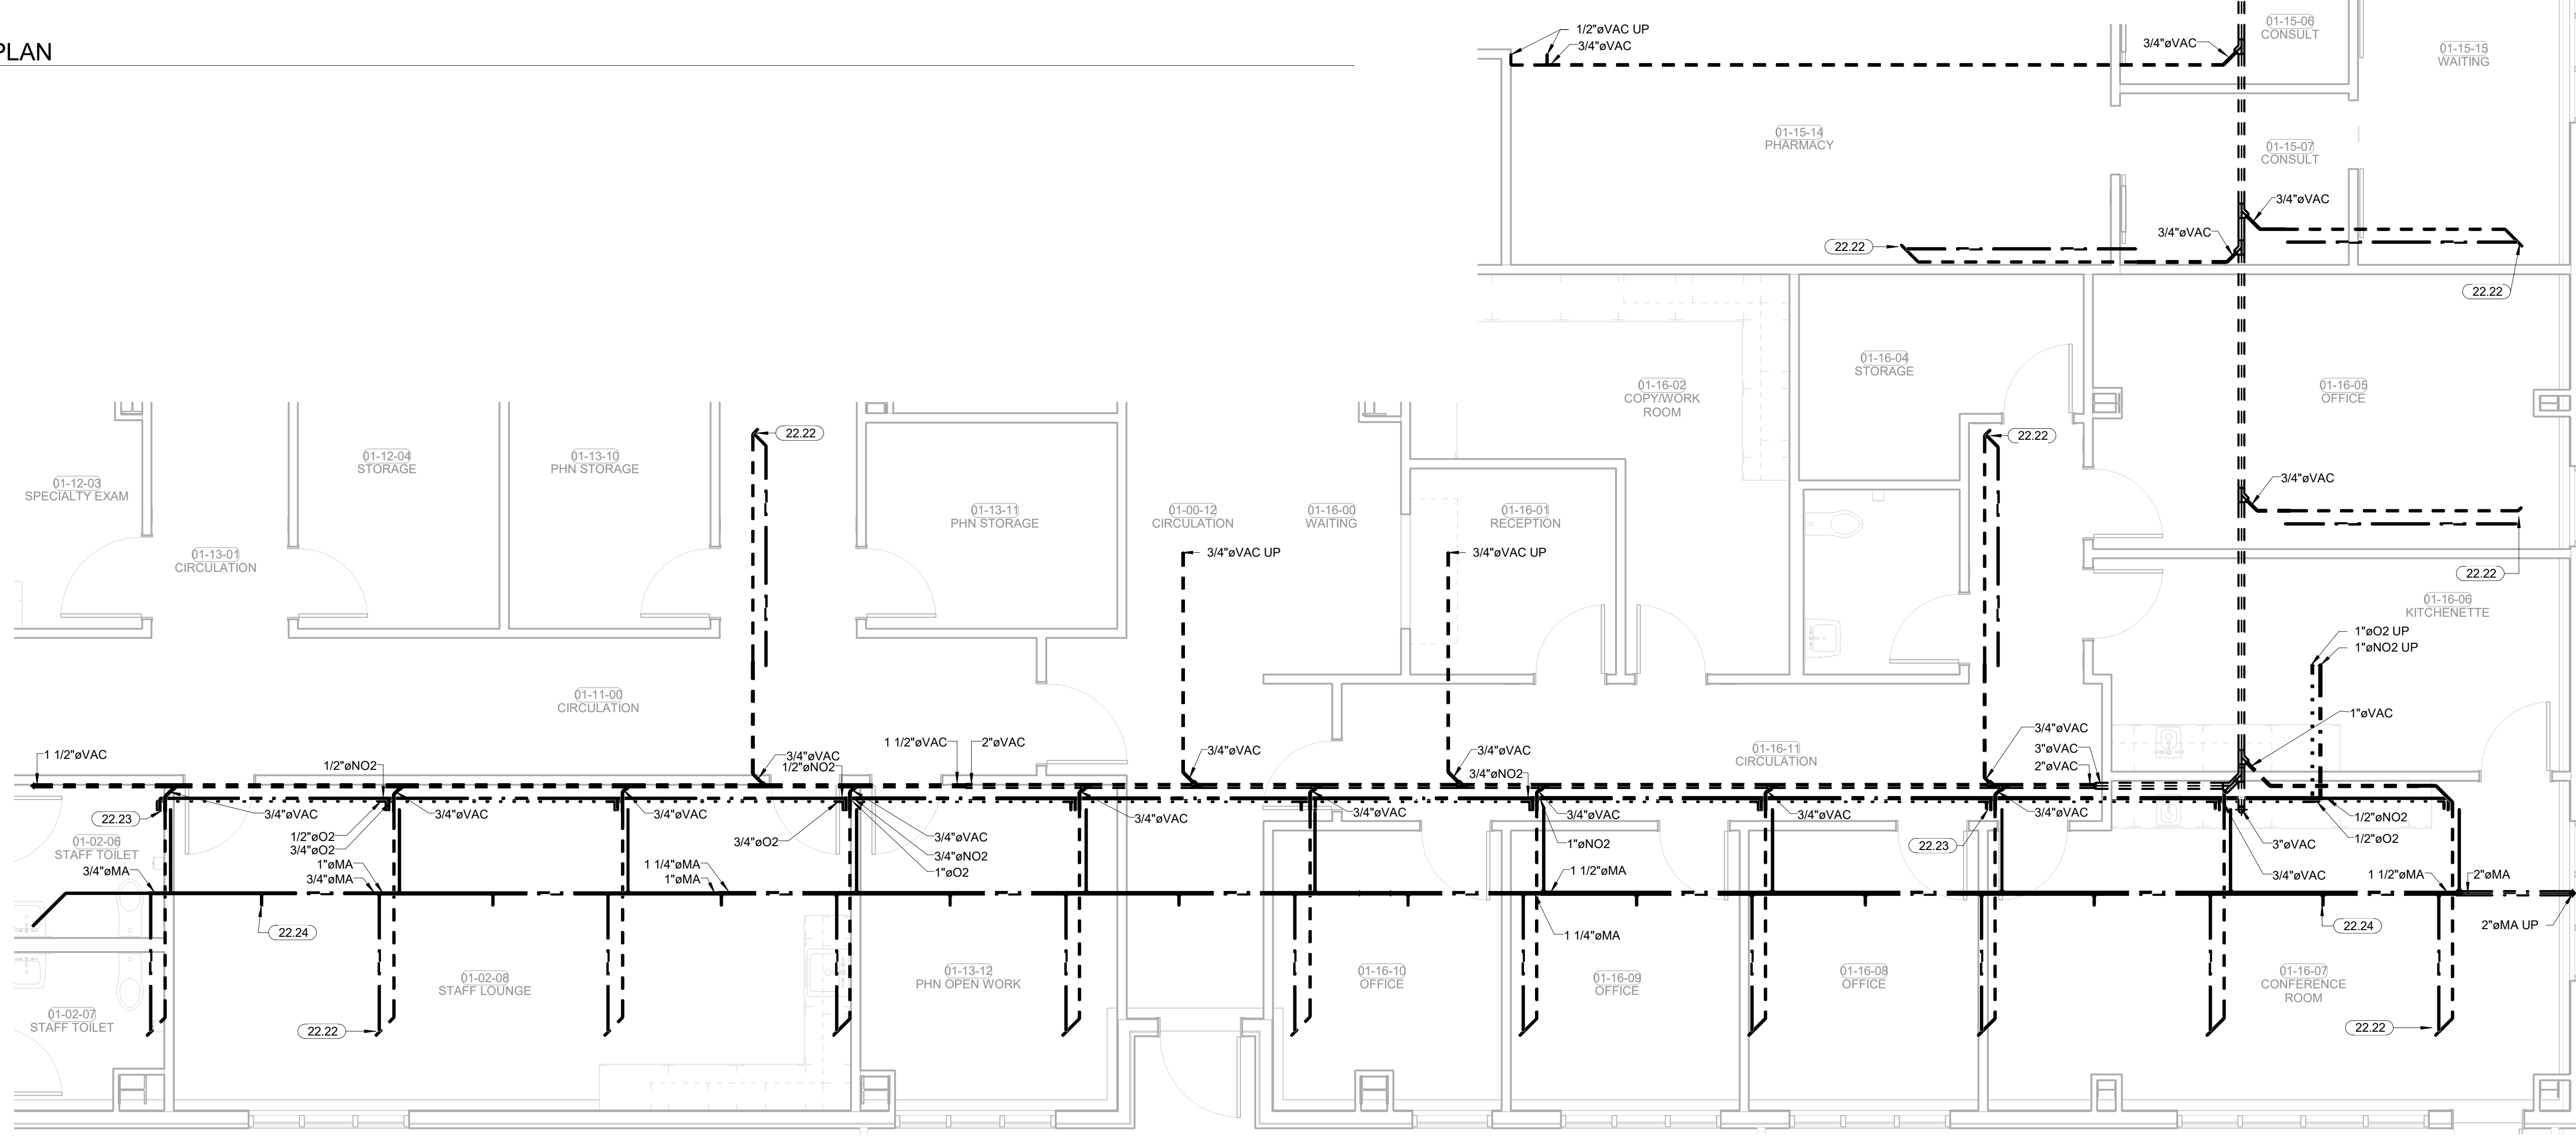 PLAN
1/2"øVAC UP
3/4"øVAC
3/4"øVAC
01-15-06
CONSULT
01-15-15
WAITING
01-15-14
PHARMACY
01-15-07
CONSULT
3/4"øVAC
3/4"øVAC
22.22
22.22
01-16-04
STORAGE
01-16-02
COPY/WORK
ROOM
01-16-05
OFFICE
22.22
22.22
01-12-04
STORAGE
01-13-10
PHN STORAGE
01-12-03
SPECIALTY EXAM
3/4"øVAC
01-13-11
PHN STORAGE
01-00-12
CIRCULATION
01-16-00
WAITING
01-16-01
RECEPTION
01-13-01
CIRCULATION
3/4"øVAC UP
3/4"øVAC UP
22.22
01-16-06
KITCHENETTE
1"øO2 UP
1"øNO2 UP
01-11-00
CIRCULATION
1"øVAC
1 1/2"øVAC
1/2"øNO2
3/4"øVAC
1/2"øNO2
1 1/2"øVAC
2"øVAC
3/4"øVAC
3/4"øVAC
3/4"øNO2
01-16-11
CIRCULATION
3/4"øVAC
3"øVAC
2"øVAC
22.23
3/4"øVAC
3/4"øVAC
3/4"øVAC
3/4"øVAC
3/4"øVAC
3/4"øVAC
3/4"øVAC
3/4"øVAC
1/2"øNO2
1/2"øO2
3/4"øO2
3/4"øO2
3/4"øVAC
3/4"øNO2
1"øO2
1"øNO2
22.23
3"øVAC
1/2"øO2
01-02-06
STAFF TOILET
3/4"øMA
1"øMA
3/4"øMA
1 1/4"øMA
1"øMA
1 1/2"øMA
3/4"øVAC
1 1/2"øMA
2"øMA
22.24
1 1/4"øMA
22.24
2"øMA UP
01-02-08
STAFF LOUNGE
01-13-12
PHN OPEN WORK
01-16-10
OFFICE
01-16-09
OFFICE
01-16-08
OFFICE
01-16-07
CONFERENCE
ROOM
01-02-07
STAFF TOILET
22.22
22.22